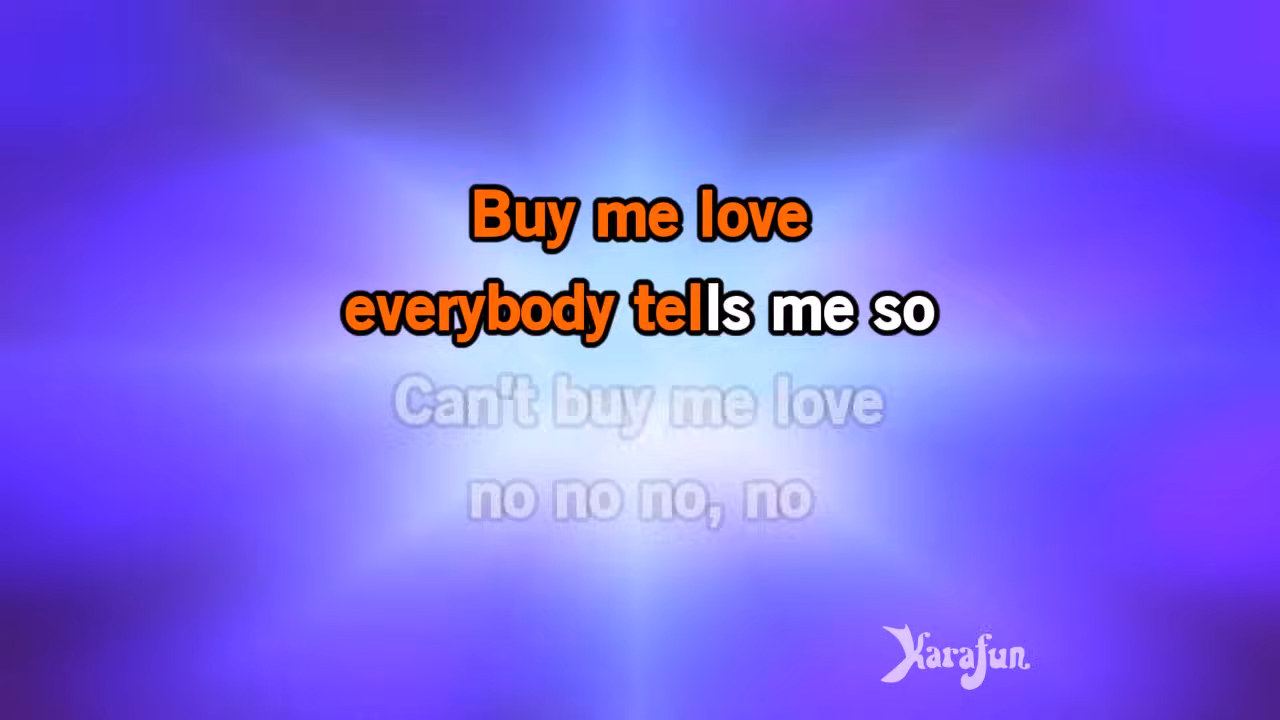 Buy me love
everybody tells me so
Can't buy me love
no no no, no
Karafun